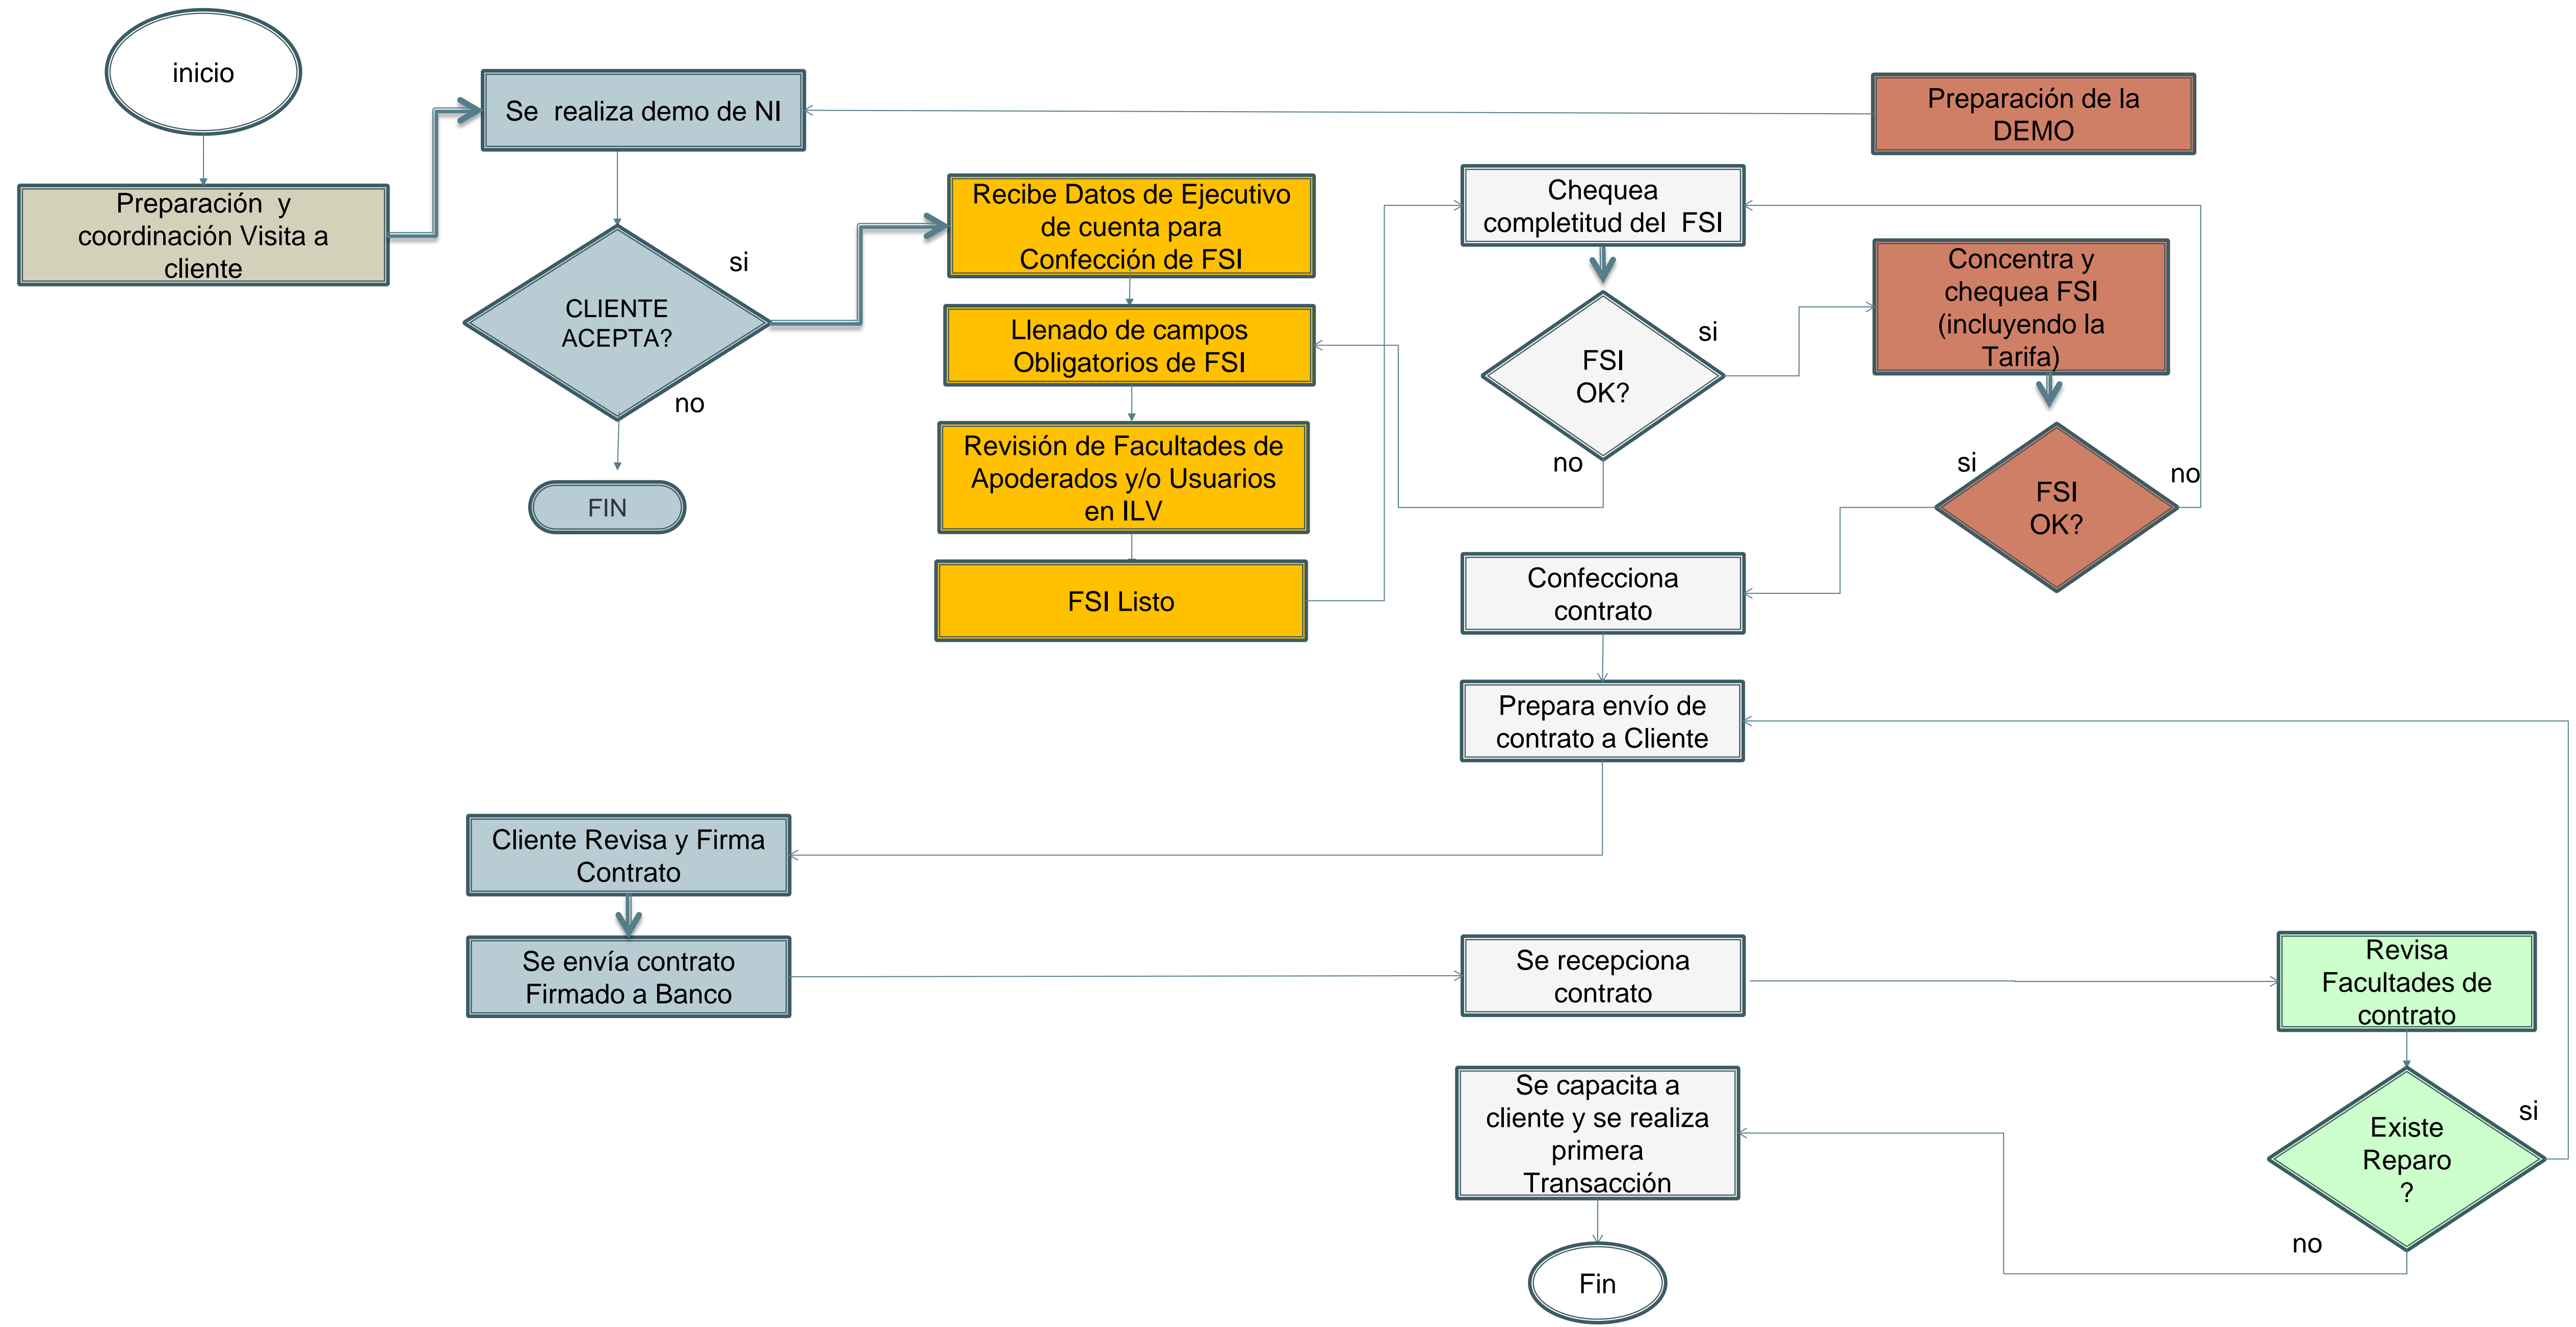 inicio
Preparación y
coordinación Visita a
cliente
Se realiza demo de NI
CLIENTE
ACEPTA?
si
no
FIN
Recibe Datos de Ejecutivo
de cuenta para
Confección de FSI
Llenado de campos
Obligatorios de FSI
Revisión de Facultades de
Apoderados y/o Usuarios
en ILV
FSI Listo
Chequea
completitud del FSI
FSI
OK?
si
no
Preparación de la
DEMO
Concentra y
chequea FSI
(incluyendo la
Tarifa)
FSI
OK?
si
no
Confecciona
contrato
Prepara envío de
contrato a Cliente
Cliente Revisa y Firma
Contrato
Se envía contrato
Firmado a Banco
Se recepciona
contrato
Revisa
Facultades de
contrato
Existe
Reparo
?
si
no
Se capacita a
cliente y se realiza
primera
Transacción
Fin